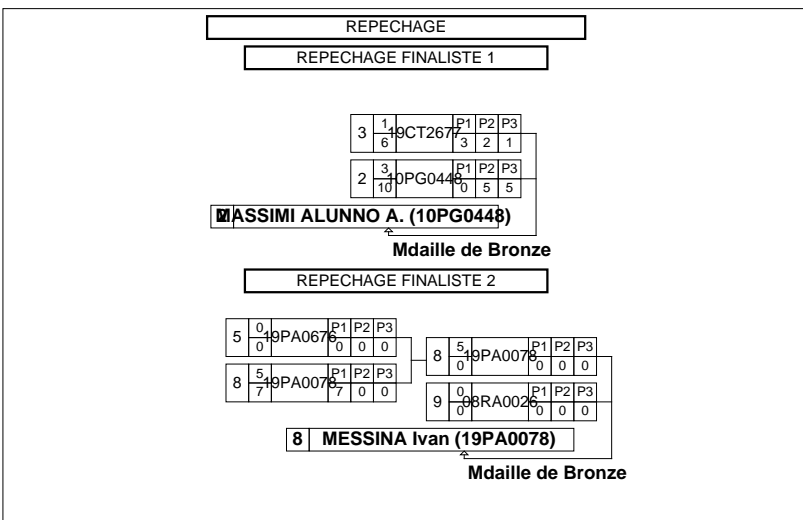 REPECHAGE
REPECHAGE FINALISTE 1
3 1 6 19CT2677 P1 P2 P3 3 2 1
2 3 10 10PG0448 P1 P2 P3 0 5 5
2 MASSIMI ALUNNO A. (10PG0448)
Mdaille de Bronze
REPECHAGE FINALISTE 2
5 0 0 19PA0676 P1 P2 P3 0 0 0
8 5 7 19PA0078 P1 P2 P3 7 0 0
8 5 0 19PA0078 P1 P2 P3 0 0 0
9 0 0 08RA0026 P1 P2 P3 0 0 0
8 MESSINA Ivan (19PA0078)
Mdaille de Bronze